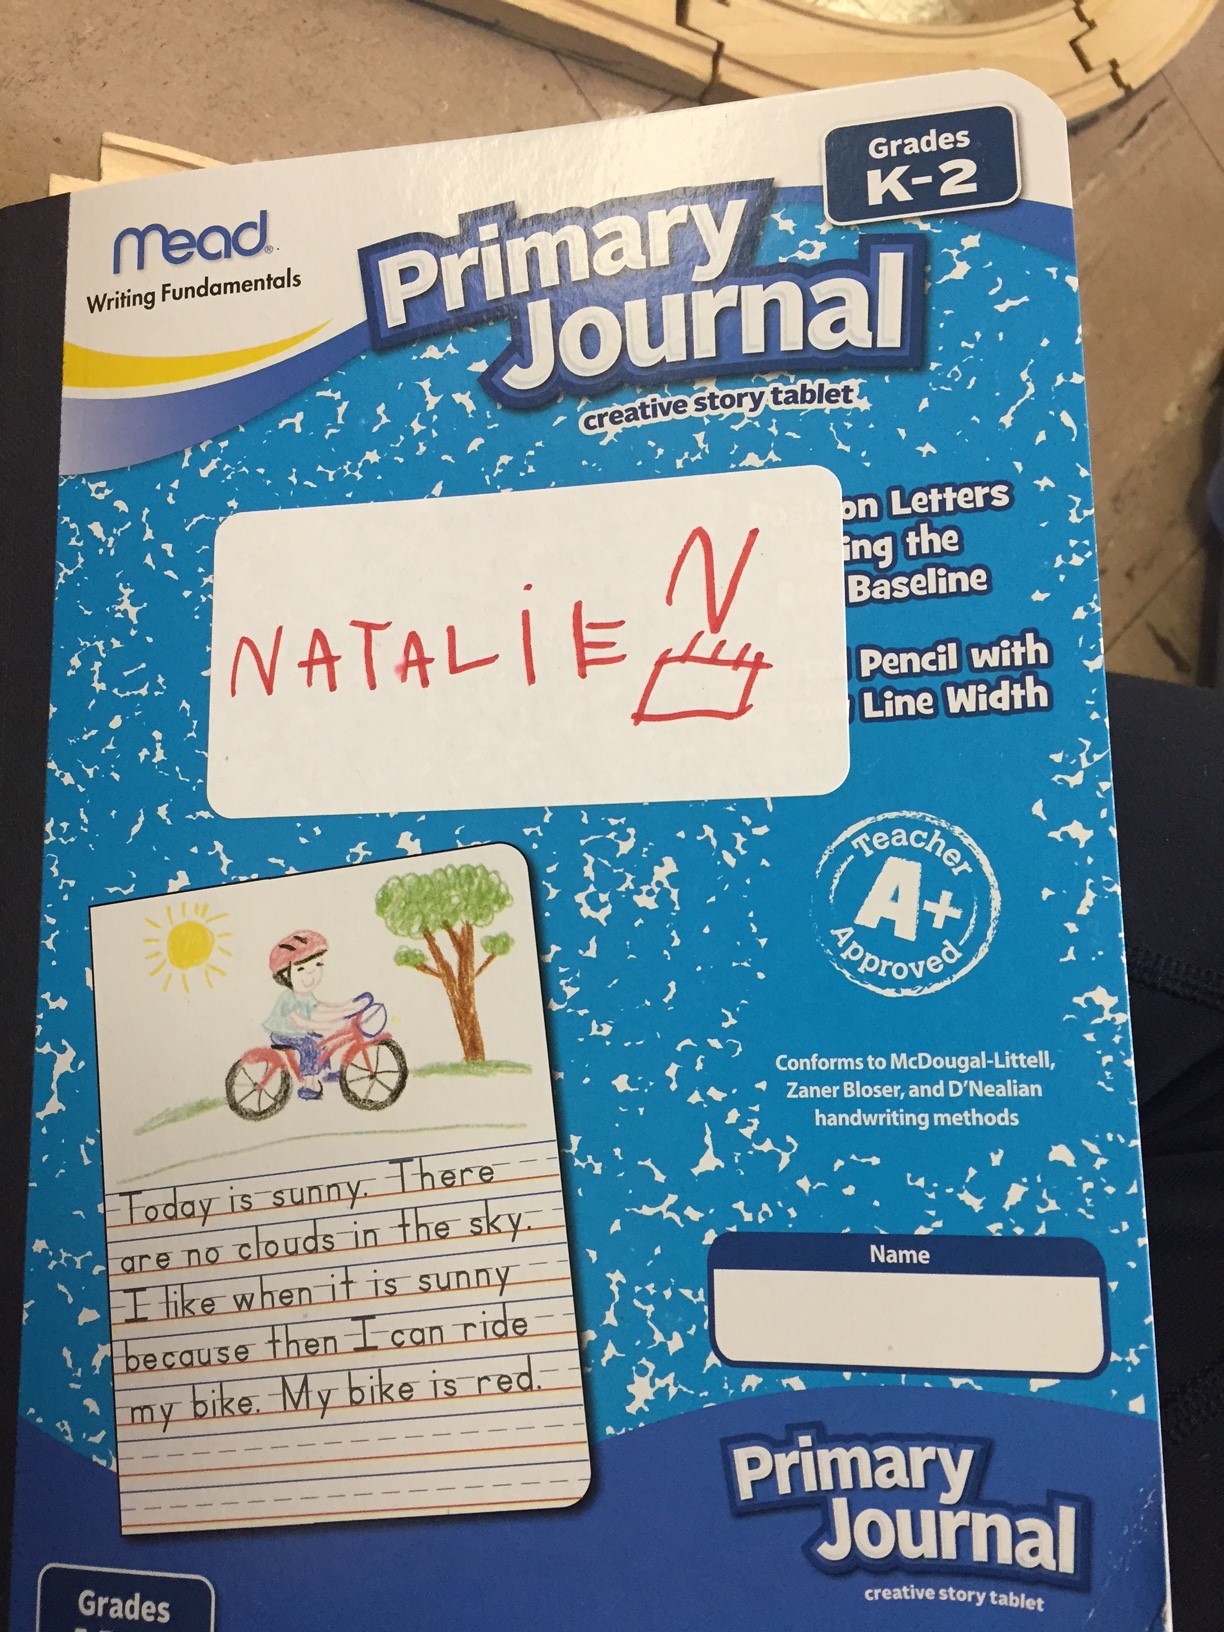 Grades
K-2
Mead®
Writing Fundamentals
Primary
Journal
creative story tablet
on Letters
ing the
Baseline
Pencil with
Line Width
NATALiE N
Teacher
A+
Approved
Conforms to McDougal-Littell,
Zaner Bloser, and D'Nealian
handwriting methods
Today is sunny. There
are no clouds in the sky.
I like when it is sunny
because then I can ride
my bike. My bike is red.
Name
Primary
Journal
creative story tablet
Grades